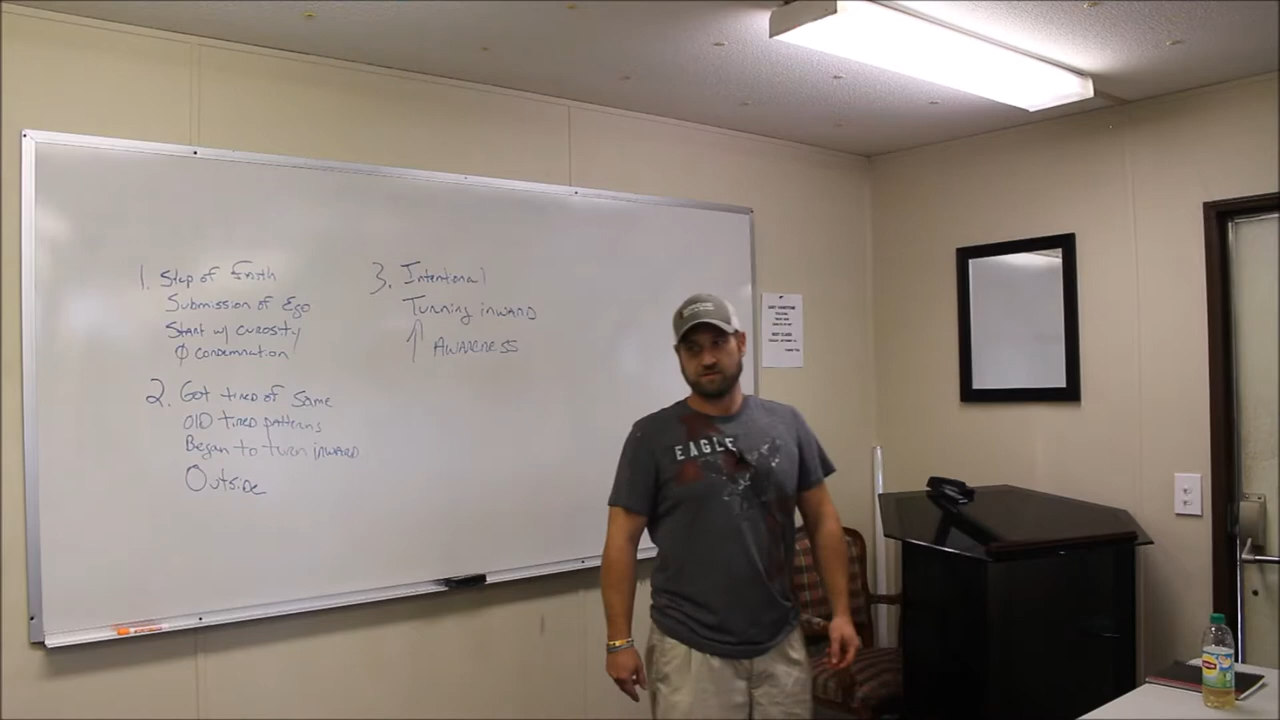 1. Step of Faith
Submission of Ego
Start w/ curosity
∅ condemnation
2. Got tired of Same
OlD tired patterns
Began to turn inward
Outside
3. Intentional
Turning inward
↑ Awareness
EAGLE